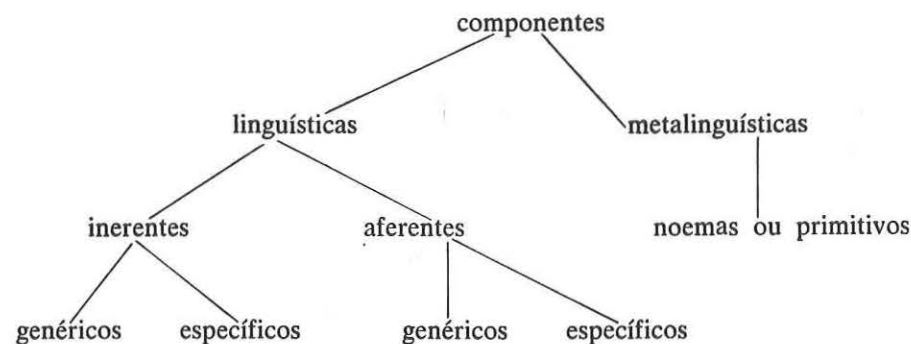 componentes
linguísticas metalinguísticas
inerentes aferentes noemas ou primitivos
genéricos específicos genéricos específicos